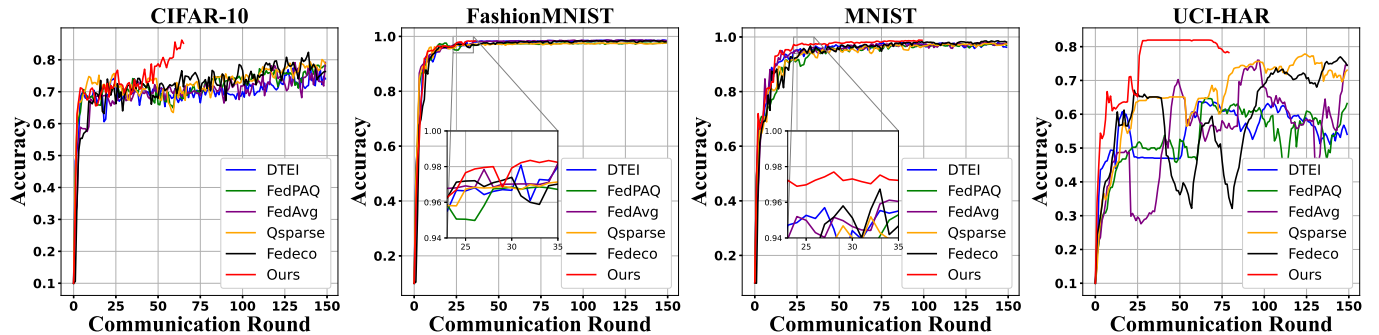 CIFAR-10
Accuracy
0.8
0.7
0.6
0.5
0.4
0.3
0.2
0.1
DTEI
FedPAQ
FedAvg
Qsparse
Fedeco
Ours
0 25 50 75 100 125 150
Communication Round
FashionMNIST
Accuracy
1.0
0.8
0.6
0.4
0.2
1.00
0.98
0.96
0.94
25 30 35
DTEI
FedPAQ
FedAvg
Qsparse
Fedeco
Ours
0 25 50 75 100 125 150
Communication Round
MNIST
Accuracy
1.0
0.8
0.6
0.4
0.2
1.00
0.98
0.96
0.94
25 30 35
DTEI
FedPAQ
FedAvg
Qsparse
Fedeco
Ours
0 25 50 75 100 125 150
Communication Round
UCI-HAR
Accuracy
0.8
0.7
0.6
0.5
0.4
0.3
0.2
0.1
DTEI
FedPAQ
FedAvg
Qsparse
Fedeco
Ours
0 25 50 75 100 125 150
Communication Round